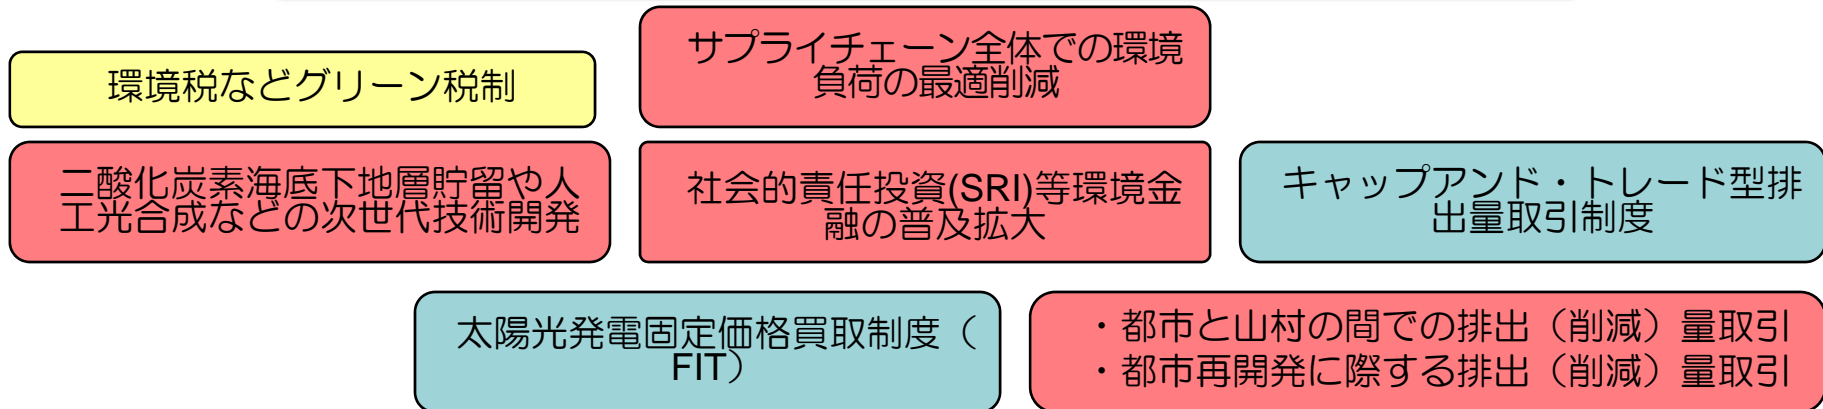 サプライチェーン全体での環境
負荷の最適削減
環境税などグリーン税制
二酸化炭素海底下地層貯留や人
工光合成などの次世代技術開発
社会的責任投資(SRI)等環境金
融の普及拡大
キャップアンド・トレード型排
出量取引制度
太陽光発電固定価格買取制度（
FIT）
・都市と山村の間での排出（削減）量取引
・都市再開発に際する排出（削減）量取引